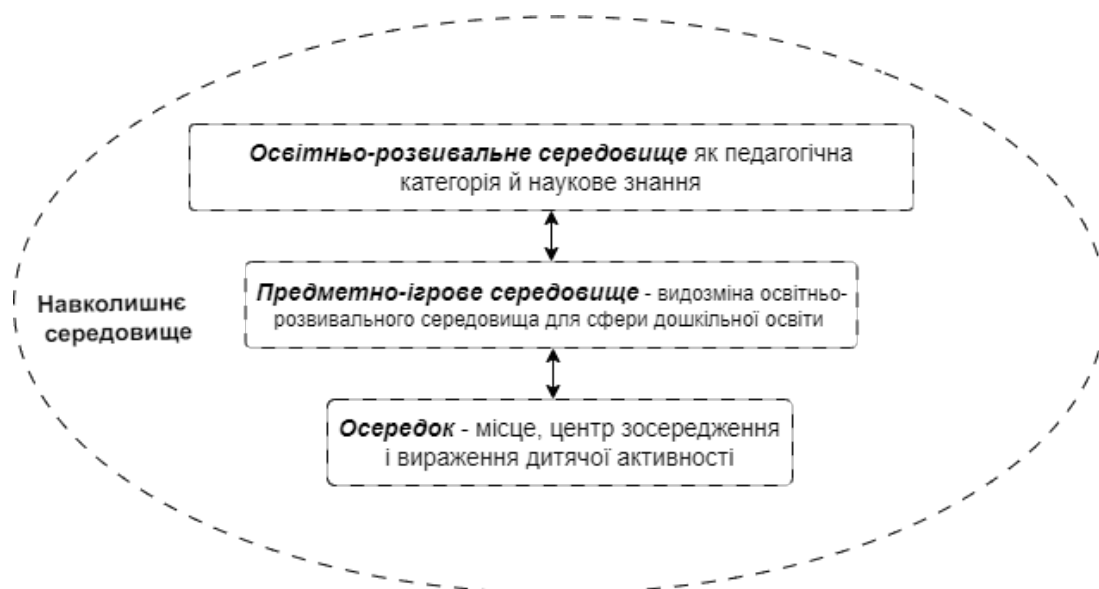 Освітньо-розвивальне середовище як педагогічна
категорія й наукове знання
Навколишнє
середовище
Предметно-ігрове середовище - видозміна освітньо-
розвивального середовища для сфери дошкільної освіти
Осередок - місце, центр зосередження
і вираження дитячої активності